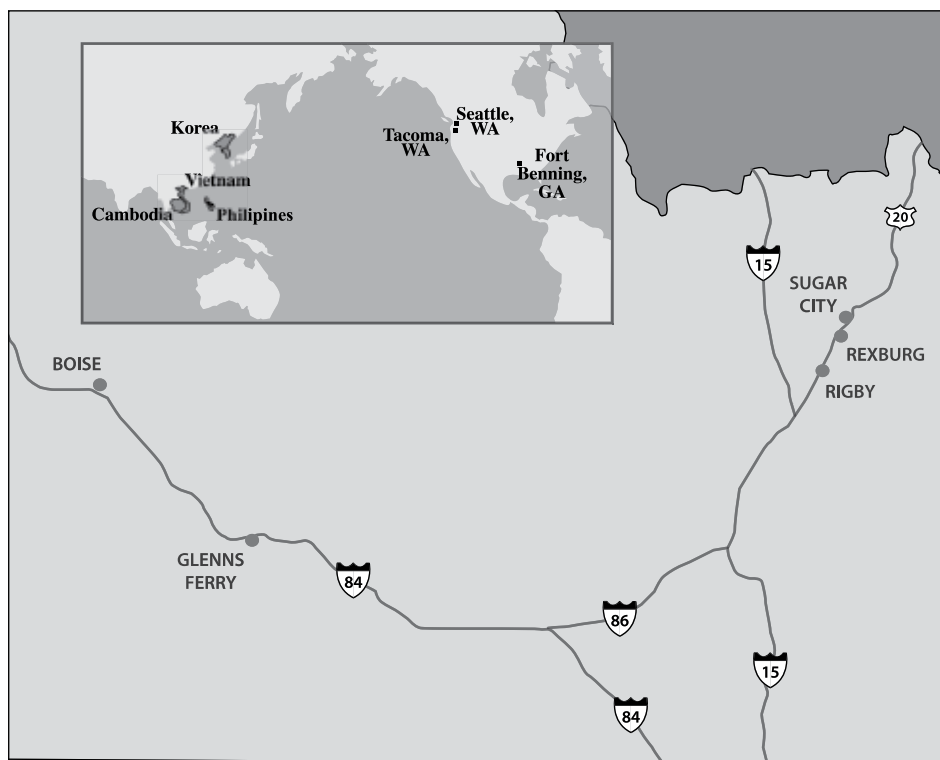 Korea
Seattle,
WA
Tacoma,
WA
Fort
Benning,
GA
Vietnam
Cambodia
Philipines
20
15
SUGAR
CITY
REXBURG
RIGBY
BOISE
GLENNS
FERRY
84
86
15
84